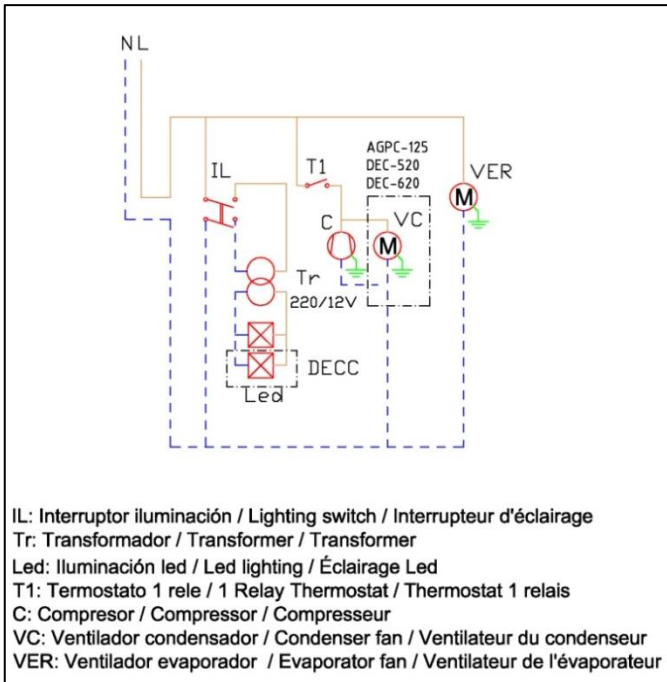 N L
AGPC-125
DEC-520
DEC-620
IL
T1
VER
M
C
VC
M
Tr
220/12V
DECC
Led
IL: Interruptor iluminación / Lighting switch / Interrupteur d'éclairage
Tr: Transformador / Transformer / Transformer
Led: Iluminación led / Led lighting / Éclairage Led
T1: Termostato 1 rele / 1 Relay Thermostat / Thermostat 1 relais
C: Compresor / Compressor / Compresseur
VC: Ventilador condensador / Condenser fan / Ventilateur du condenseur
VER: Ventilador evaporador / Evaporator fan / Ventilateur de l'évaporateur